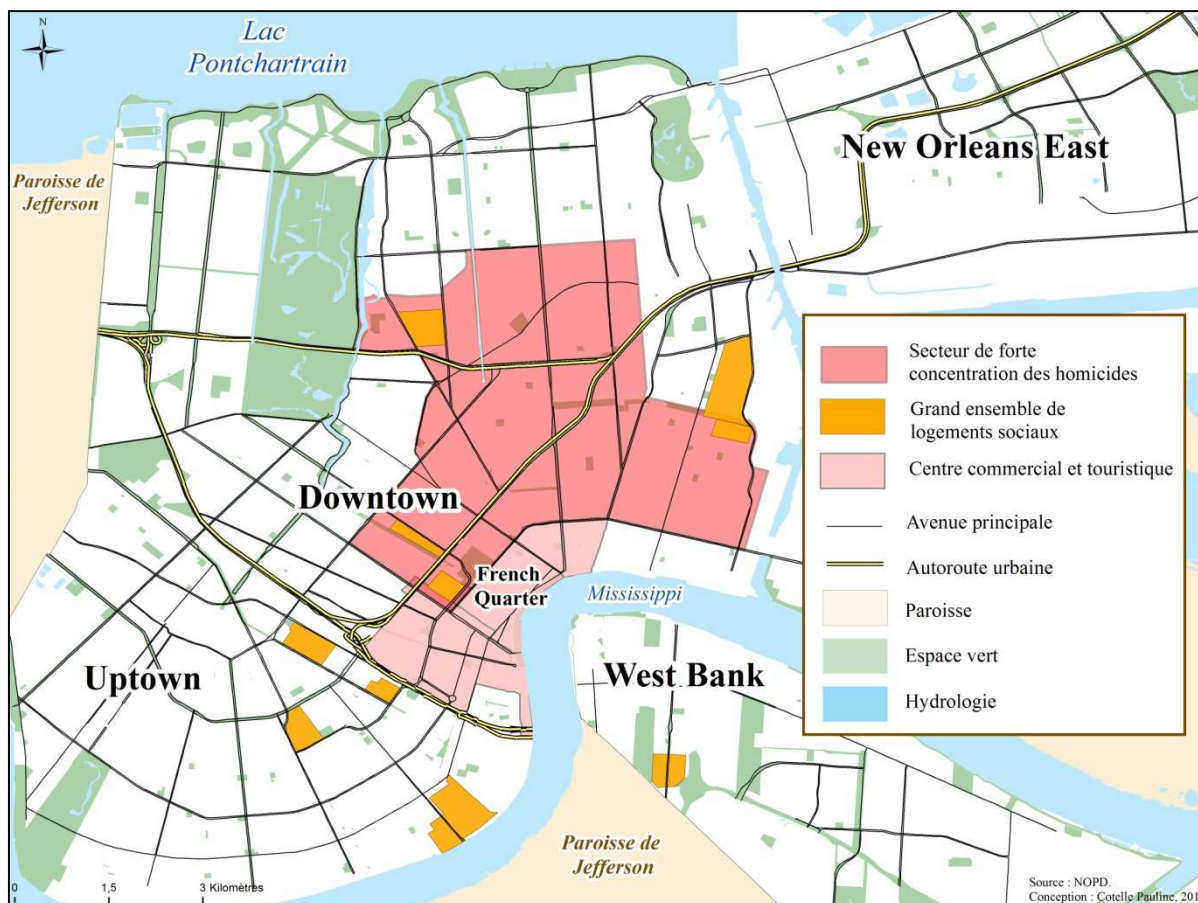 N
Lac
Pontchartrain
New Orleans East
Paroisse de
Jefferson
Secteur de forte
concentration des homicides
Grand ensemble de
logements sociaux
Centre commercial et touristique
Avenue principale
Autoroute urbaine
Paroisse
Espace vert
Hydrologie
Downtown
French
Quarter
Mississippi
Uptown
West Bank
Paroisse de
Jefferson
0 1,5 3 Kilomètres
Source : NOPD.
Conception : Cotelle Pauline, 201